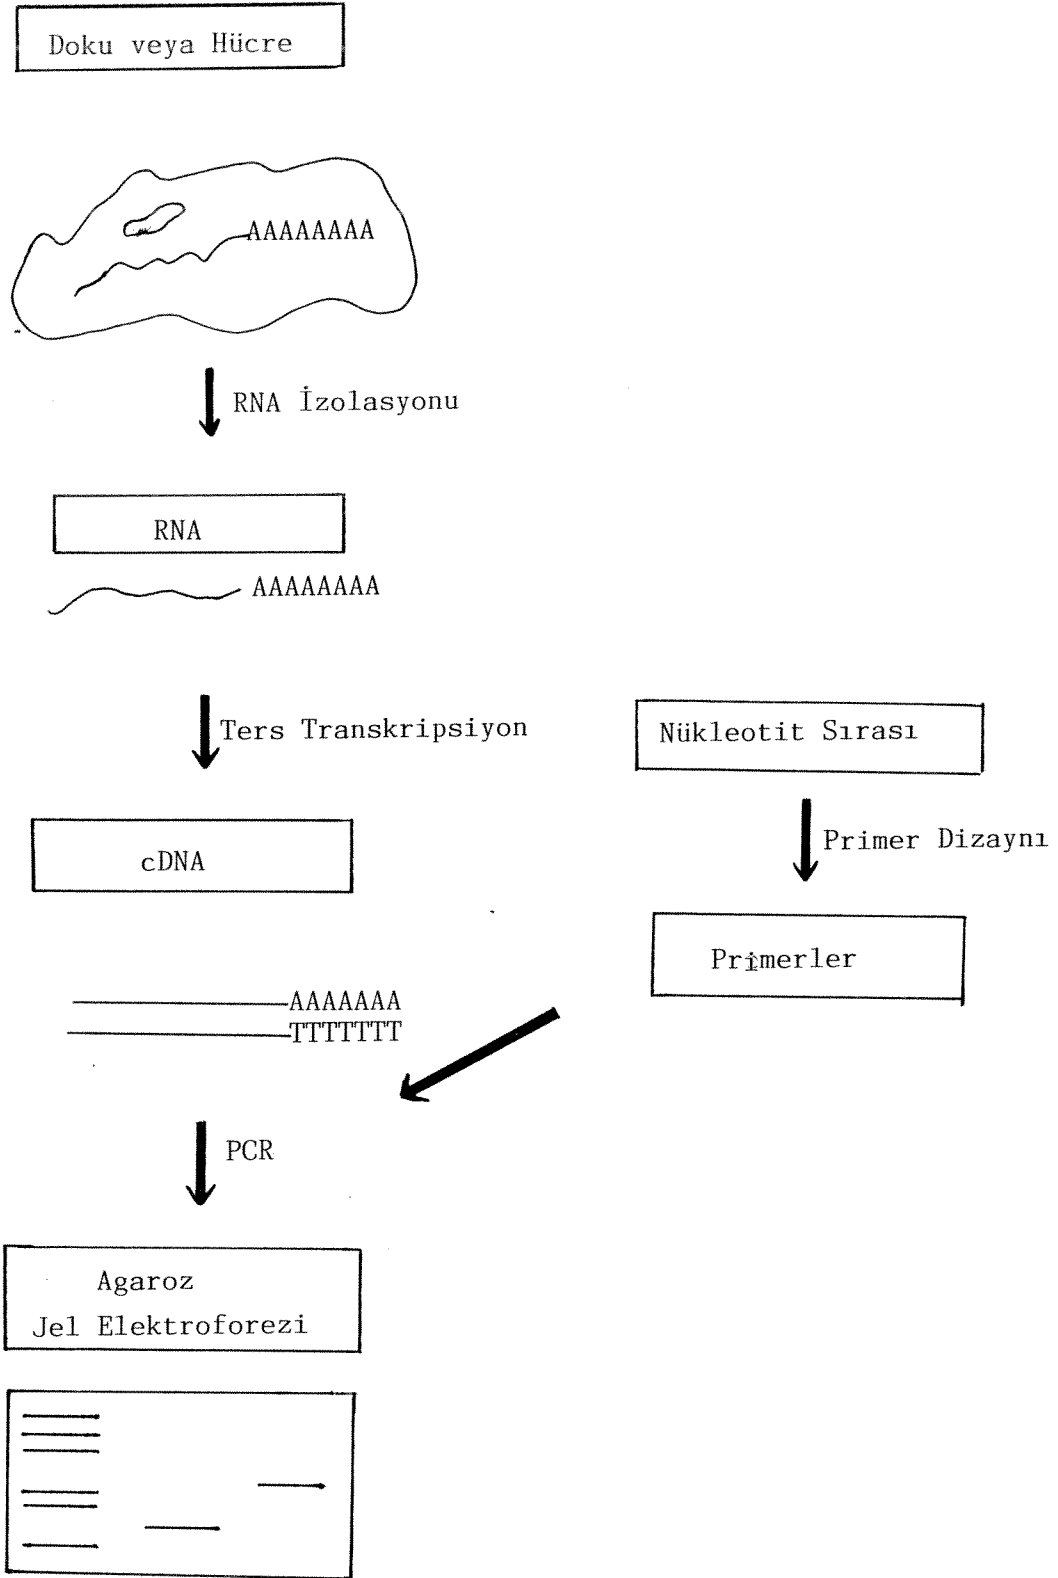 Doku veya Hücre
AAAAAAAA
RNA İzolasyonu
RNA
AAAAAAAA
Ters Transkripsiyon
Nükleotit Sırası
Primer Dizaynı
cDNA
Primerler
AAAAAAA
TTTTTTT
PCR
Agaroz
Jel Elektroforezi